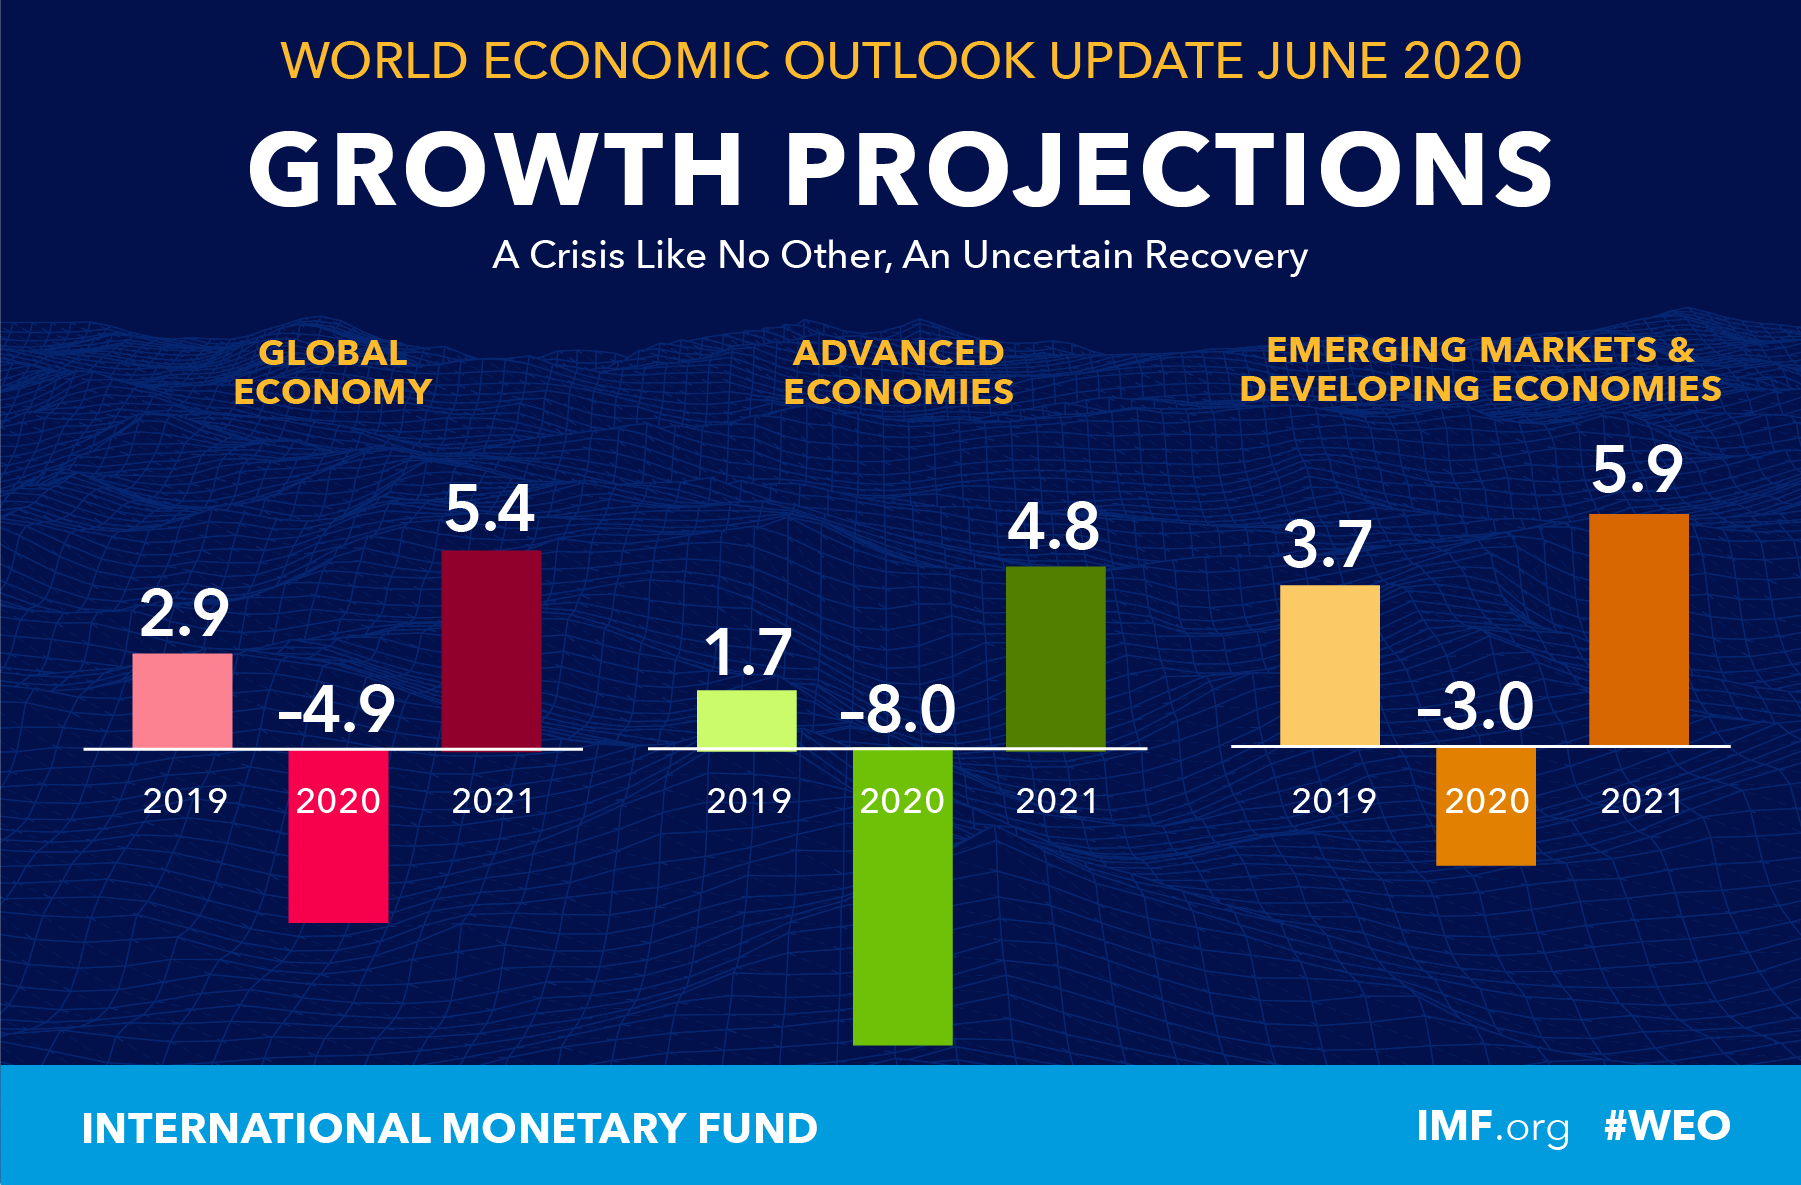 WORLD ECONOMIC OUTLOOK UPDATE JUNE 2020
GROWTH PROJECTIONS
A Crisis Like No Other, An Uncertain Recovery
GLOBAL
ECONOMY
2.9
–4.9
5.4
2019
2020
2021
ADVANCED
ECONOMIES
1.7
–8.0
4.8
2019
2020
2021
EMERGING MARKETS &
DEVELOPING ECONOMIES
3.7
–3.0
5.9
2019
2020
2021
INTERNATIONAL MONETARY FUND
IMF.org #WEO